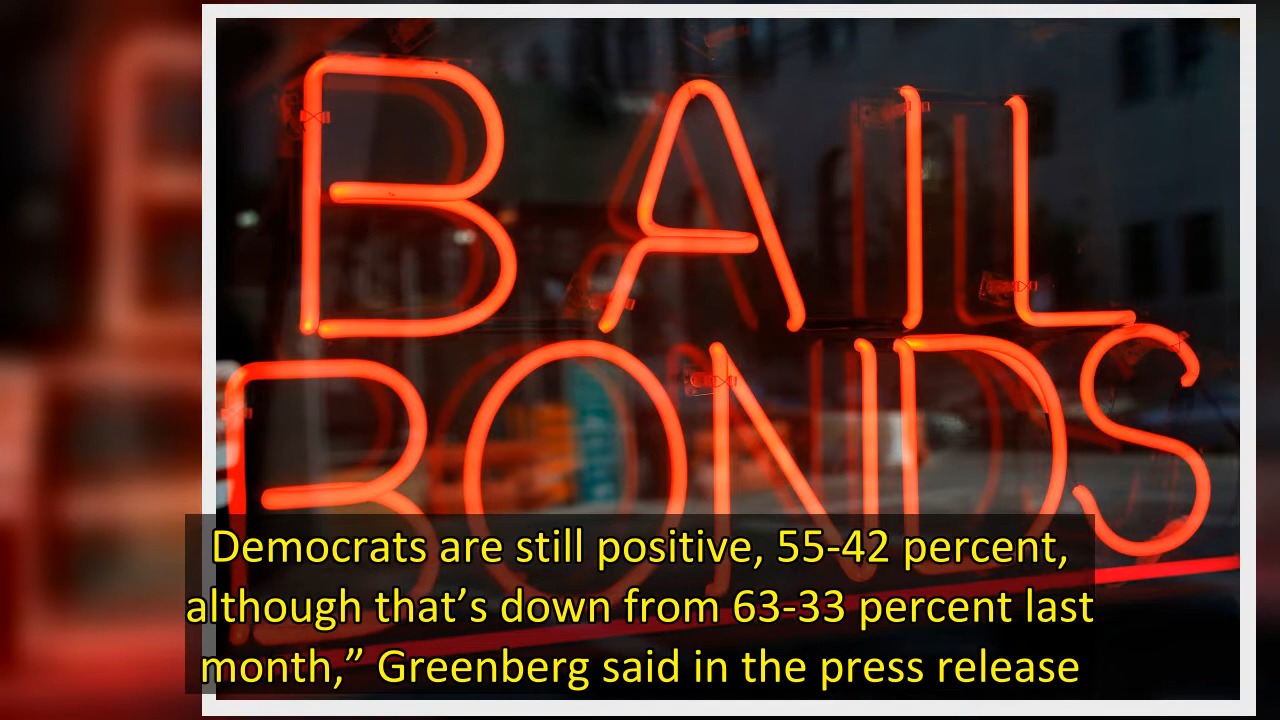 BAIL
BONDS
Democrats are still positive, 55-42 percent,
although that’s down from 63-33 percent last
month,” Greenberg said in the press release